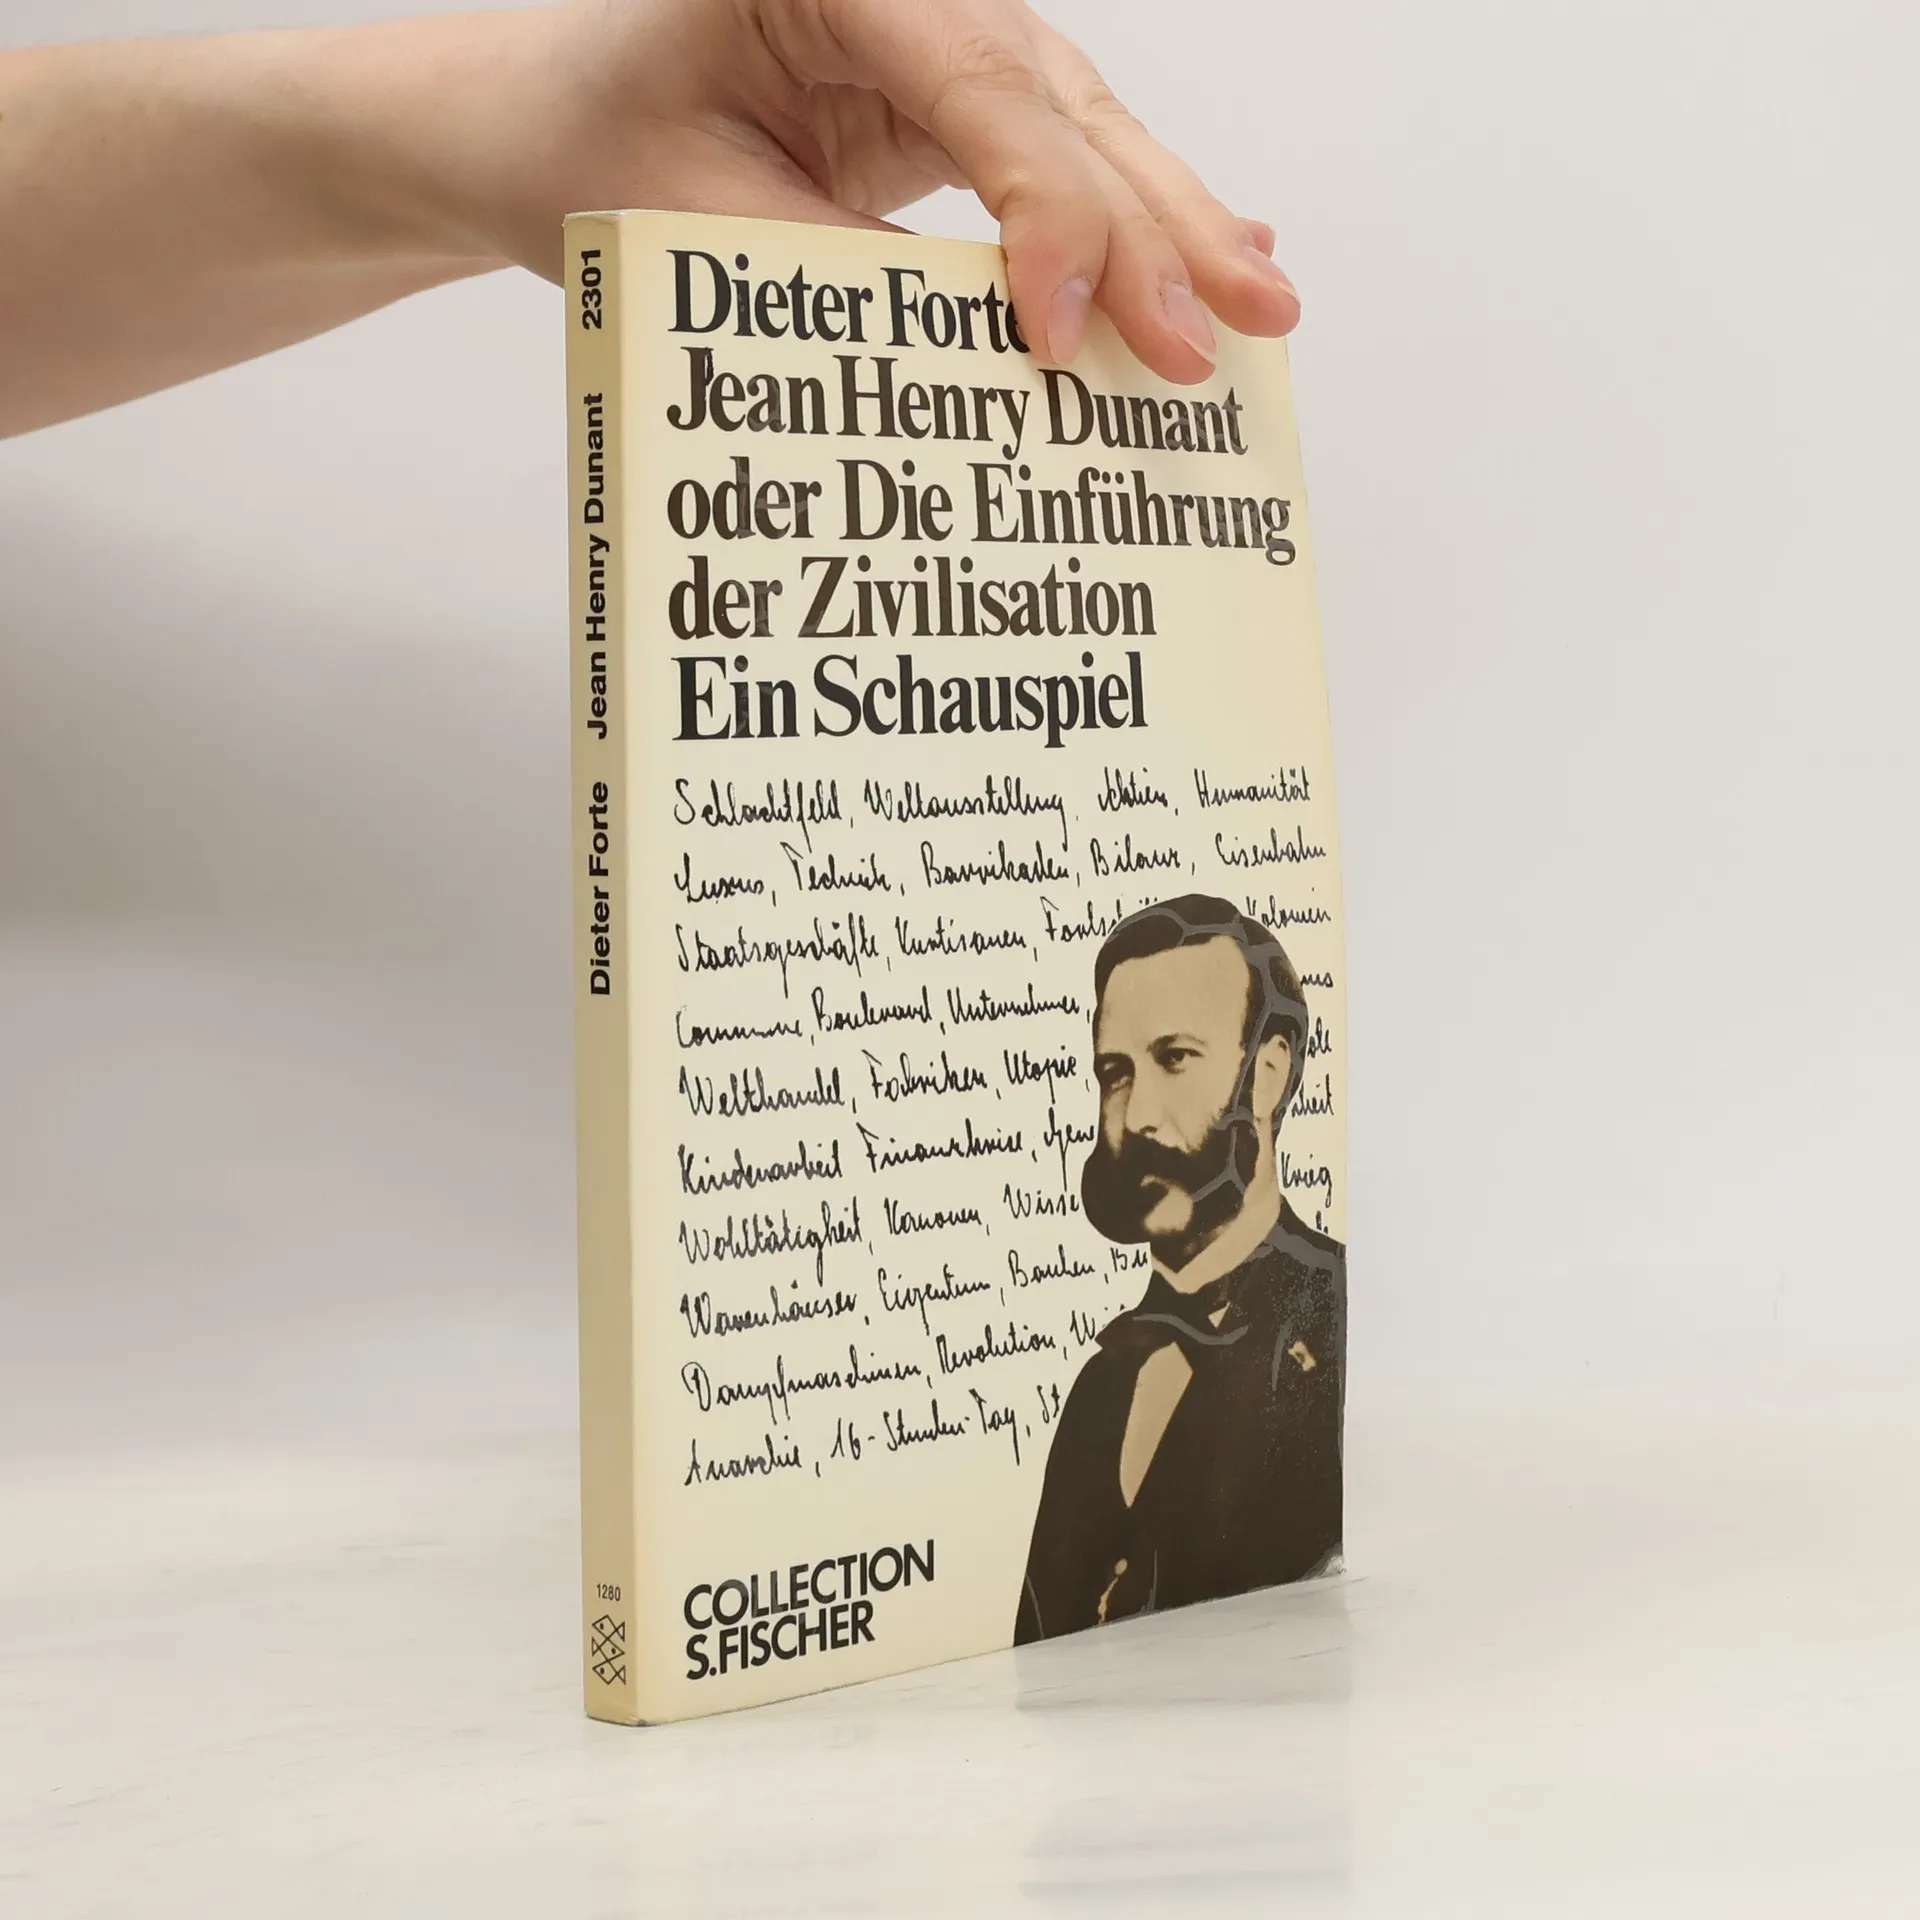 Dieter Forte
Jean Henry Dunant
oder Die Einführung
der Zivilisation
Ein Schauspiel
Schlachtfeld, Weltausstellung, Aktien, Humanität
Luxus, Technik, Barrikaden, Bilanz, Eisenbahn
Staatsgeschäfte, Kurtisanen, Kolonien
Commune, Boulevard, Unternehmer,
Welthandel, Fabriken, Utopie,
Kinderarbeit Finanzkrise,
Wohltätigkeit, Kanonen, Krieg
Warenhäuser, Eigentum, Banken,
Dampfmaschinen, Revolution,
Anarchie, 16-Stunden-Tag,
COLLECTION
S.FISCHER
Dieter Forte Jean Henry Dunant 2301
1280